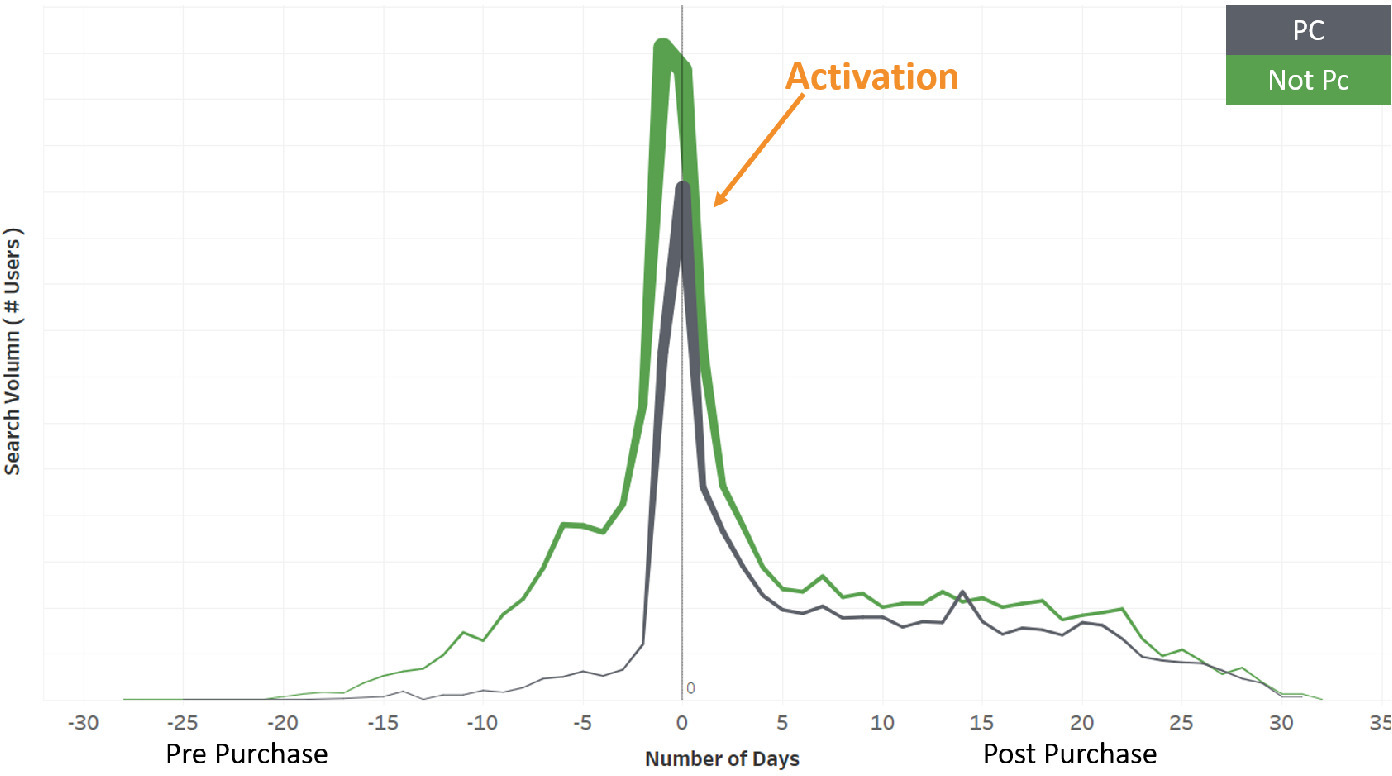 PC
Not Pc
Activation
Search Volumn ( # Users )
0
-30 -25 -20 -15 -10 -5 0 5 10 15 20 25 30 35
Pre Purchase Number of Days Post Purchase